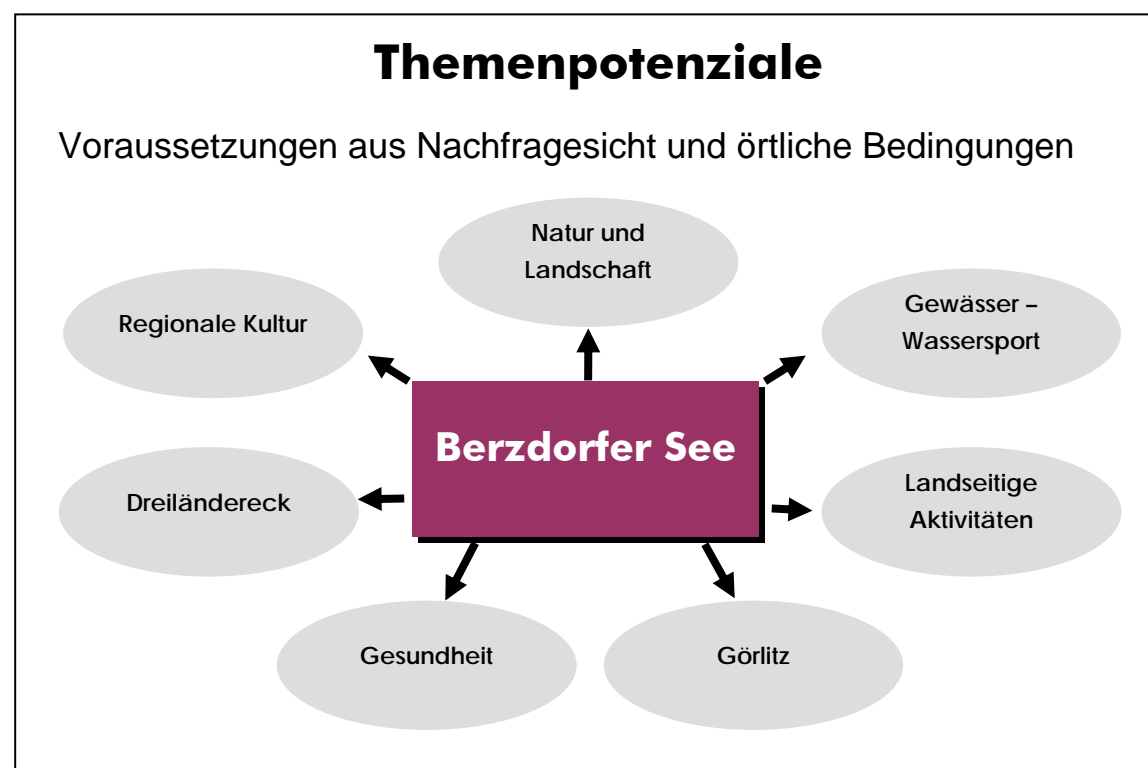 Themenpotenziale
Voraussetzungen aus Nachfragesicht und örtliche Bedingungen
Natur und
Landschaft
Regionale Kultur
Gewässer –
Wassersport
Berzdorfer See
Dreiländereck
Landseitige
Aktivitäten
Gesundheit
Görlitz